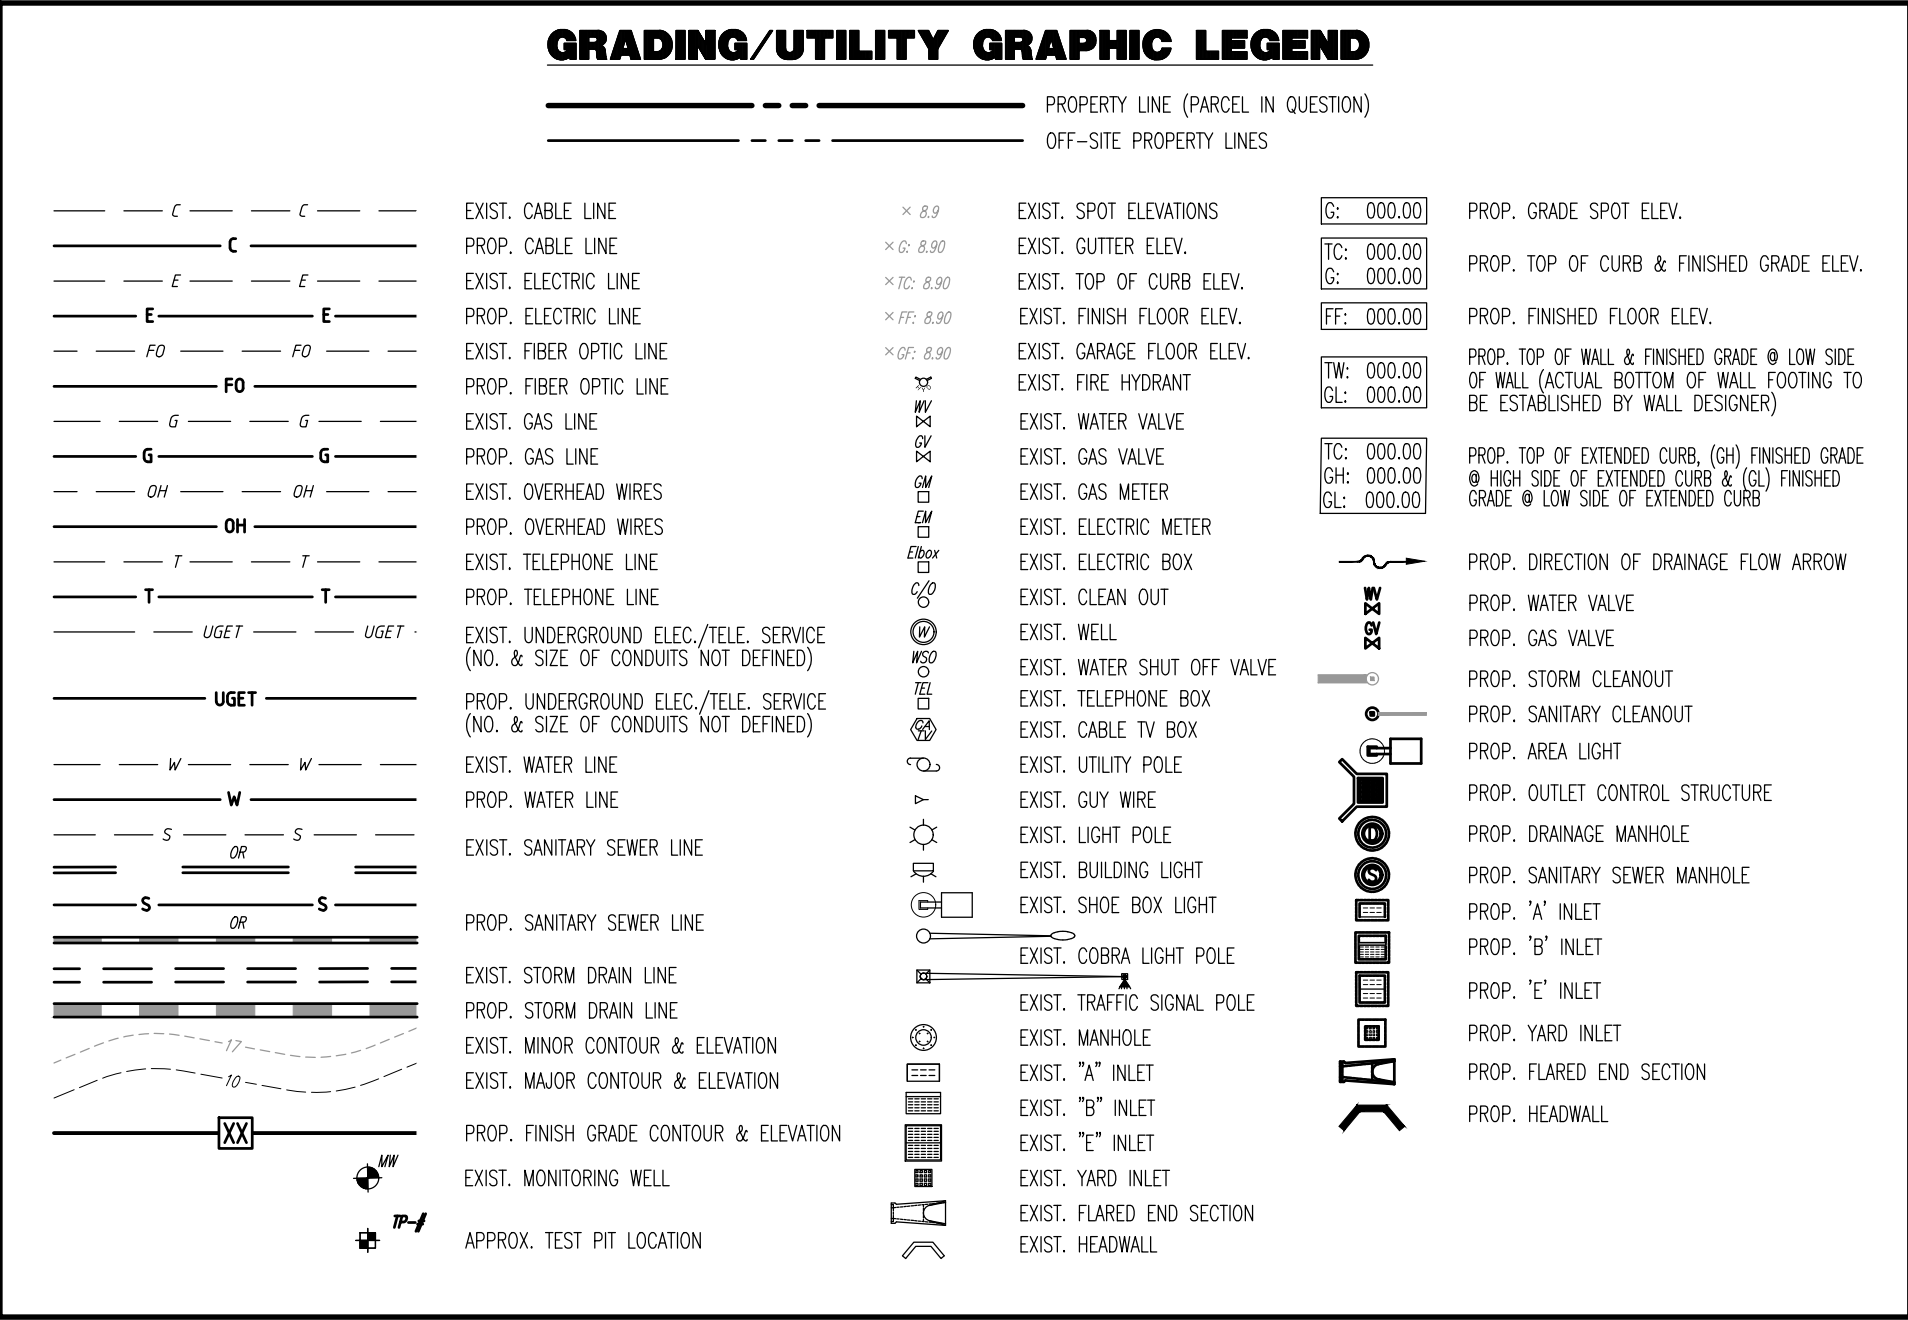 GRADING/UTILITY GRAPHIC LEGEND
PROPERTY LINE (PARCEL IN QUESTION)
OFF-SITE PROPERTY LINES
C C EXIST. CABLE LINE
C PROP. CABLE LINE
E E EXIST. ELECTRIC LINE
E E PROP. ELECTRIC LINE
FO FO EXIST. FIBER OPTIC LINE
FO PROP. FIBER OPTIC LINE
G G EXIST. GAS LINE
G G PROP. GAS LINE
OH OH EXIST. OVERHEAD WIRES
OH PROP. OVERHEAD WIRES
T T EXIST. TELEPHONE LINE
T T PROP. TELEPHONE LINE
UGET UGET EXIST. UNDERGROUND ELEC./TELE. SERVICE
(NO. & SIZE OF CONDUITS NOT DEFINED)
UGET PROP. UNDERGROUND ELEC./TELE. SERVICE
(NO. & SIZE OF CONDUITS NOT DEFINED)
W W EXIST. WATER LINE
W PROP. WATER LINE
S S
OR EXIST. SANITARY SEWER LINE
S S
OR PROP. SANITARY SEWER LINE
EXIST. STORM DRAIN LINE
PROP. STORM DRAIN LINE
17 EXIST. MINOR CONTOUR & ELEVATION
10 EXIST. MAJOR CONTOUR & ELEVATION
XX PROP. FINISH GRADE CONTOUR & ELEVATION
MW
EXIST. MONITORING WELL
TP-#
APPROX. TEST PIT LOCATION
× 8.9 EXIST. SPOT ELEVATIONS
× G: 8.90 EXIST. GUTTER ELEV.
× TC: 8.90 EXIST. TOP OF CURB ELEV.
× FF: 8.90 EXIST. FINISH FLOOR ELEV.
× GF: 8.90 EXIST. GARAGE FLOOR ELEV.
EXIST. FIRE HYDRANT
WV
EXIST. WATER VALVE
GV
EXIST. GAS VALVE
GM
EXIST. GAS METER
EM
EXIST. ELECTRIC METER
Elbox
EXIST. ELECTRIC BOX
C/O
EXIST. CLEAN OUT
W EXIST. WELL
WSO
EXIST. WATER SHUT OFF VALVE
TEL
EXIST. TELEPHONE BOX
CA
TV
EXIST. CABLE TV BOX
EXIST. UTILITY POLE
EXIST. GUY WIRE
EXIST. LIGHT POLE
EXIST. BUILDING LIGHT
EXIST. SHOE BOX LIGHT
EXIST. COBRA LIGHT POLE
EXIST. TRAFFIC SIGNAL POLE
EXIST. MANHOLE
EXIST. "A" INLET
EXIST. "B" INLET
EXIST. "E" INLET
EXIST. YARD INLET
EXIST. FLARED END SECTION
EXIST. HEADWALL
G: 000.00 PROP. GRADE SPOT ELEV.
TC: 000.00
G: 000.00
PROP. TOP OF CURB & FINISHED GRADE ELEV.
FF: 000.00 PROP. FINISHED FLOOR ELEV.
TW: 000.00
GL: 000.00
PROP. TOP OF WALL & FINISHED GRADE @ LOW SIDE
OF WALL (ACTUAL BOTTOM OF WALL FOOTING TO
BE ESTABLISHED BY WALL DESIGNER)
TC: 000.00
GH: 000.00
GL: 000.00
PROP. TOP OF EXTENDED CURB, (GH) FINISHED GRADE
@ HIGH SIDE OF EXTENDED CURB & (GL) FINISHED
GRADE @ LOW SIDE OF EXTENDED CURB
PROP. DIRECTION OF DRAINAGE FLOW ARROW
WV
PROP. WATER VALVE
GV
PROP. GAS VALVE
PROP. STORM CLEANOUT
PROP. SANITARY CLEANOUT
PROP. AREA LIGHT
PROP. OUTLET CONTROL STRUCTURE
D PROP. DRAINAGE MANHOLE
S PROP. SANITARY SEWER MANHOLE
PROP. 'A' INLET
PROP. 'B' INLET
PROP. 'E' INLET
PROP. YARD INLET
PROP. FLARED END SECTION
PROP. HEADWALL